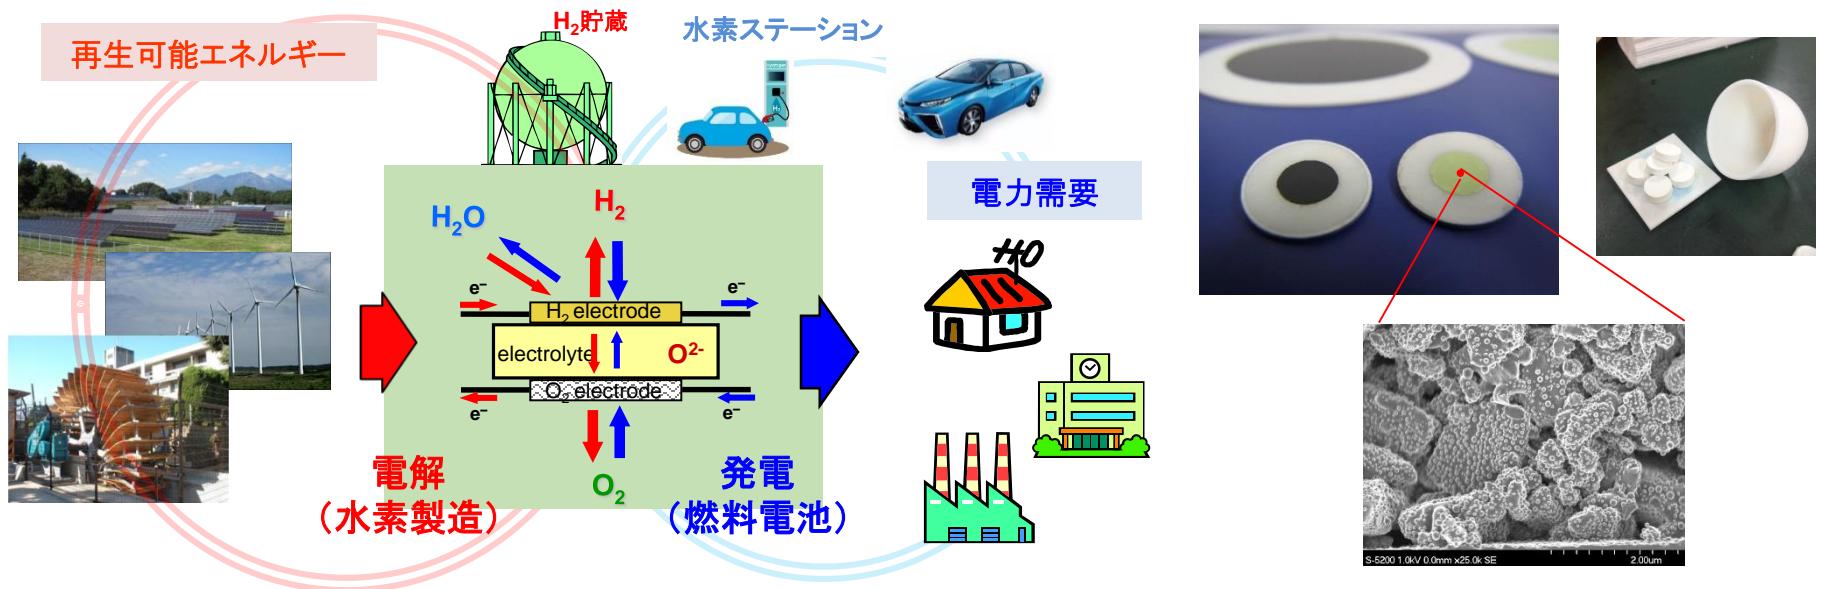 再生可能エネルギー
H₂貯蔵
水素ステーション
電力需要
H₂O
H₂
e⁻
e⁻
H₂ electrode
electrolyte
O²⁻
O₂ electrode
e⁻
e⁻
O₂
電解
（水素製造）
発電
（燃料電池）
S-5200 1.0kV 0.0mm x25.0k SE
2.00um